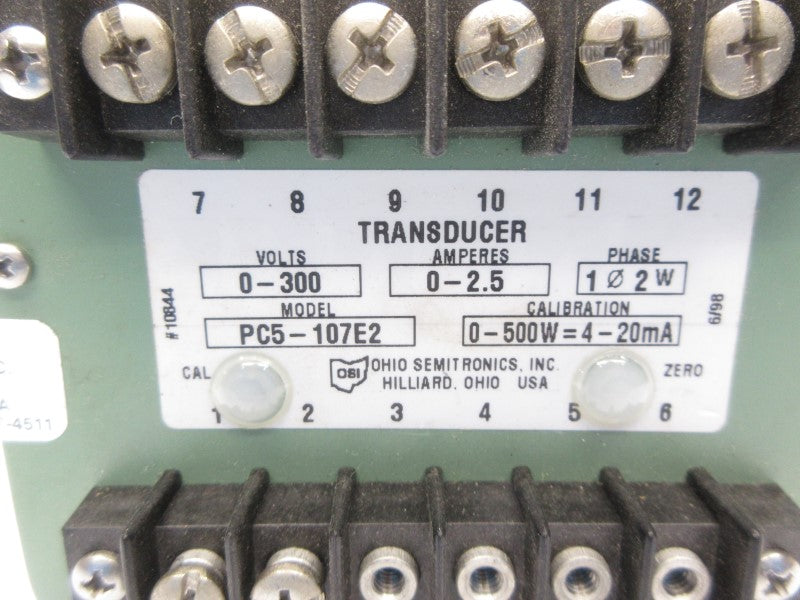 7 8 9 10 11 12
TRANSDUCER
VOLTS AMPERES PHASE
0-300 0-2.5 1 Ø 2 W
MODEL CALIBRATION
PC5-107E2 0-500W=4-20mA
#10844
6/98
CAL
OSI
OHIO SEMITRONICS, INC.
HILLIARD, OHIO USA
ZERO
1 2 3 4 5 6
C.
A
-4511